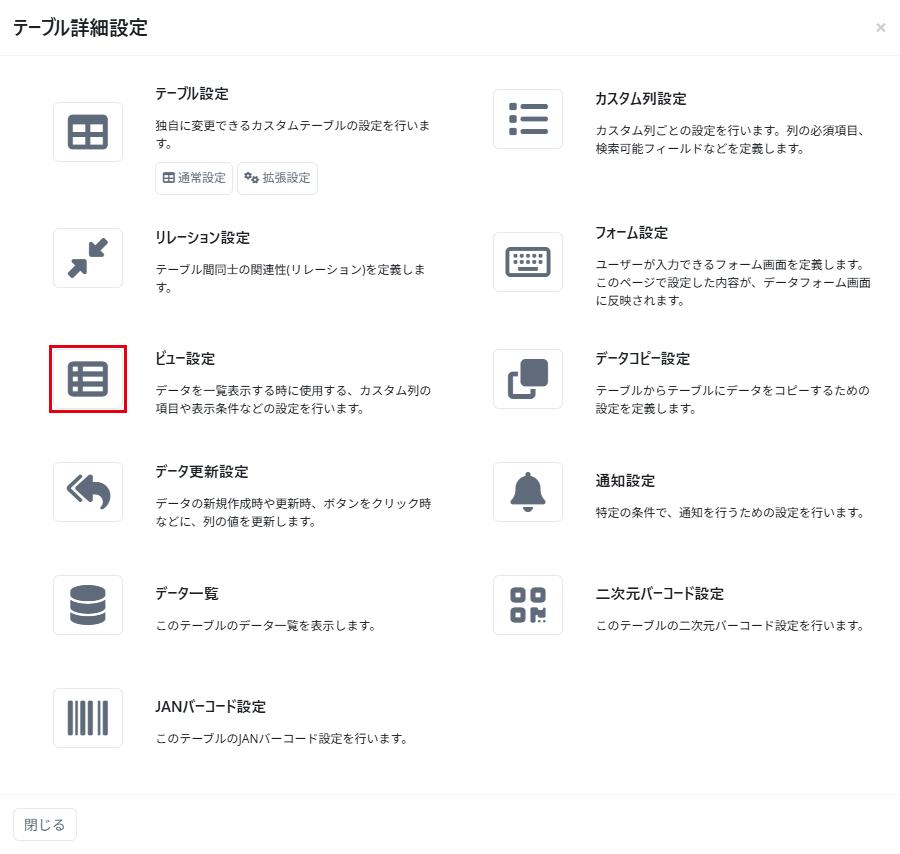 テーブル詳細設定
×
テーブル設定
独自に変更できるカスタムテーブルの設定を行いま
す。
通常設定
拡張設定
カスタム列設定
カスタム列ごとの設定を行います。列の必須項目、
検索可能フィールドなどを定義します。
リレーション設定
テーブル間同士の関連性(リレーション)を定義しま
す。
フォーム設定
ユーザーが入力できるフォーム画面を定義します。
このページで設定した内容が、データフォーム画面
に反映されます。
ビュー設定
データを一覧表示する時に使用する、カスタム列の
項目や表示条件などの設定を行います。
データコピー設定
テーブルからテーブルにデータをコピーするための
設定を定義します。
データ更新設定
データの新規作成時や更新時、ボタンをクリック時
などに、列の値を更新します。
通知設定
特定の条件で、通知を行うための設定を行います。
データ一覧
このテーブルのデータ一覧を表示します。
二次元バーコード設定
このテーブルの二次元バーコード設定を行います。
JANバーコード設定
このテーブルのJANバーコード設定を行います。
閉じる